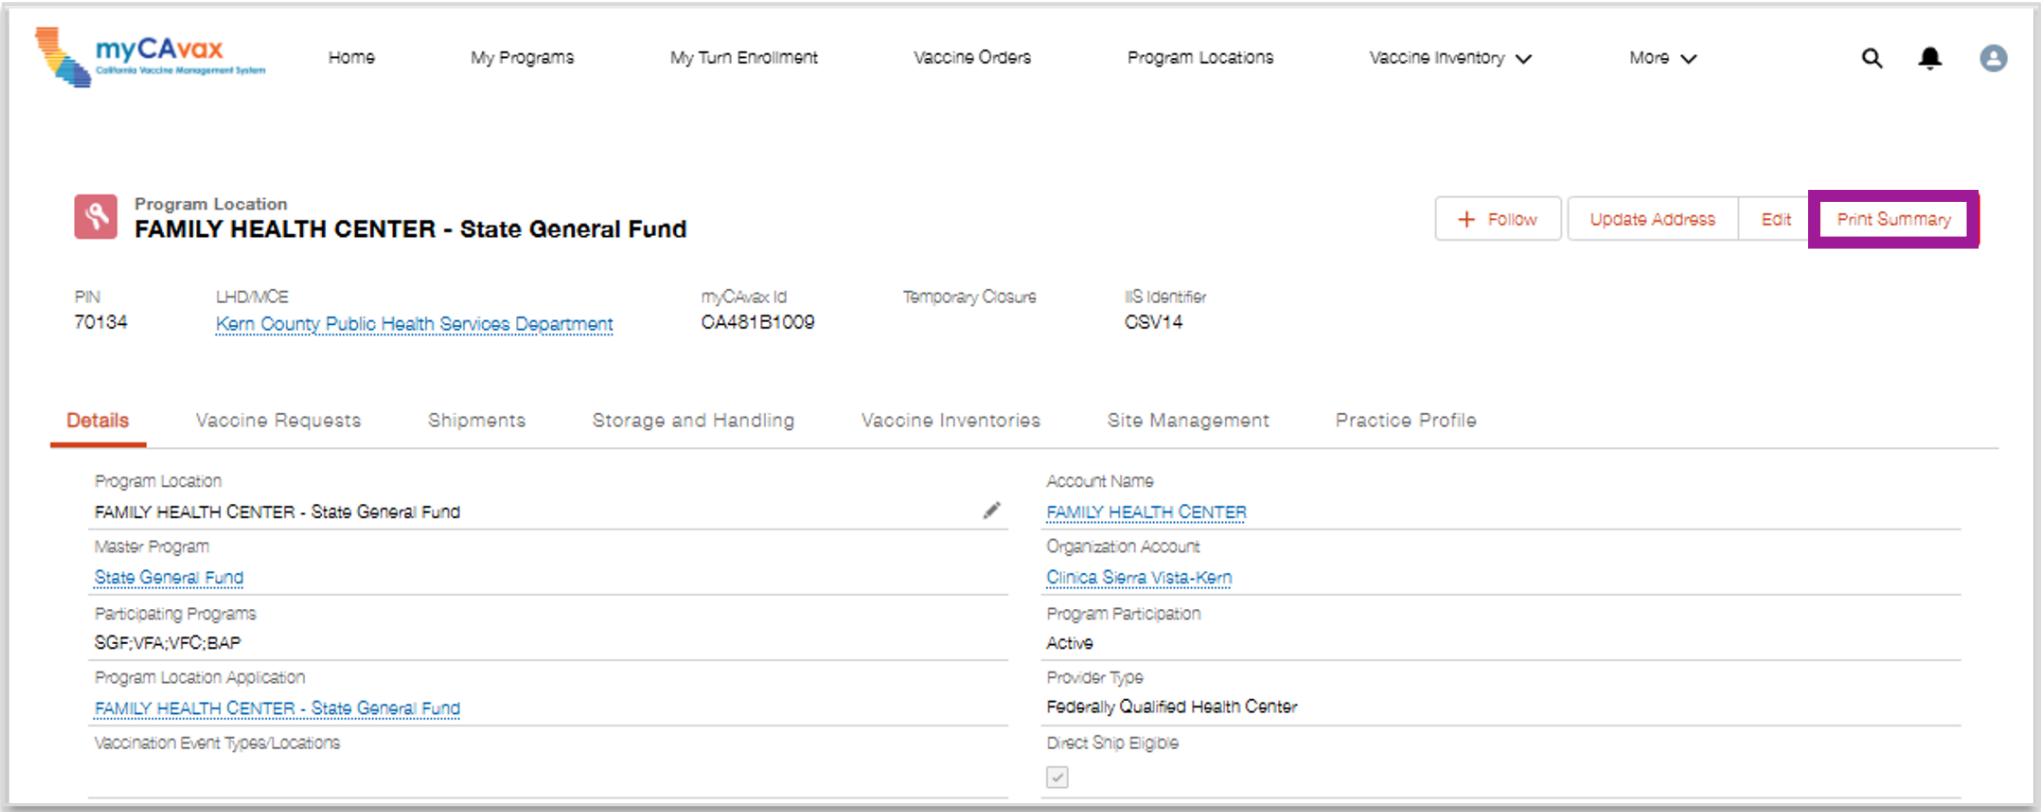 myCAvax
California Vaccine Management System
Home My Programs My Turn Enrollment Vaccine Orders Program Locations Vaccine Inventory More
Program Location
FAMILY HEALTH CENTER - State General Fund
+ Follow Update Address Edit Print Summary
PIN LHD/MCE myCAvax Id Temporary Closure IIS Identifier
70134 Kern County Public Health Services Department CA481B1009 CSV14
Details Vaccine Requests Shipments Storage and Handling Vaccine Inventories Site Management Practice Profile
Program Location Account Name
FAMILY HEALTH CENTER - State General Fund FAMILY HEALTH CENTER
Master Program Organization Account
State General Fund Clinica Sierra Vista-Kern
Participating Programs Program Participation
SGF;VFA;VFC;BAP Active
Program Location Application Provider Type
FAMILY HEALTH CENTER - State General Fund Federally Qualified Health Center
Vaccination Event Types/Locations Direct Ship Eligible